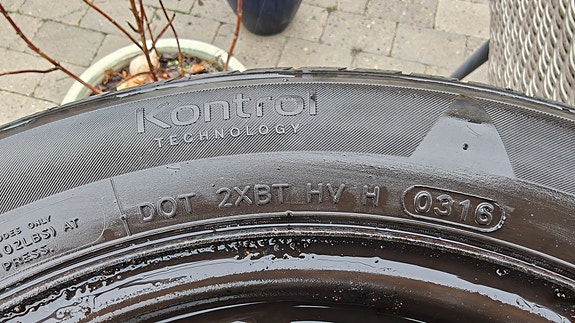 Kontrol
TECHNOLOGY
DOT 2XBT HV H 0316
ODES ONLY
02LBS) AT
PRESS.